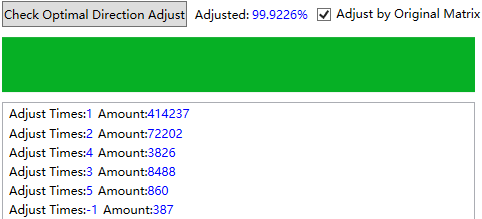 Check Optimal Direction Adjust Adjusted: 99.9226% Adjust by Original Matrix
Adjust Times:1 Amount:414237
Adjust Times:2 Amount:72202
Adjust Times:4 Amount:3826
Adjust Times:3 Amount:8488
Adjust Times:5 Amount:860
Adjust Times:-1 Amount:387